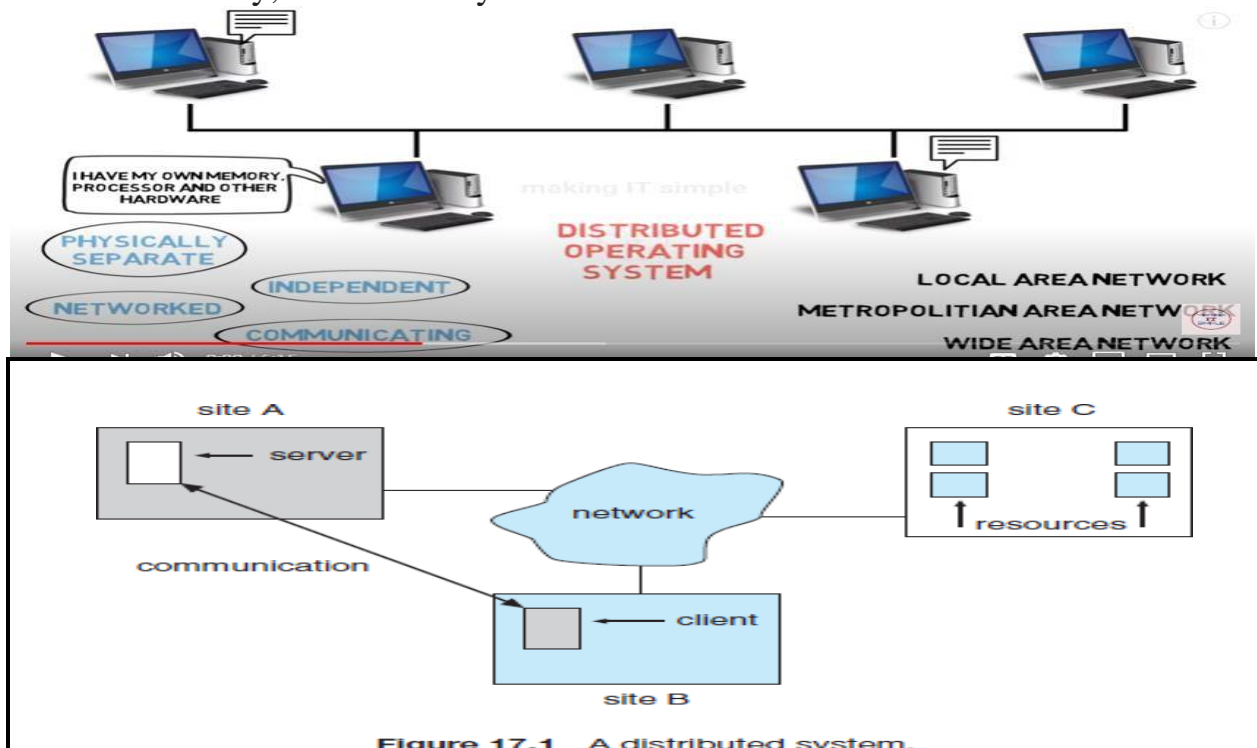 I HAVE MY OWN MEMORY,
PROCESSOR AND OTHER
HARDWARE
making IT simple
PHYSICALLY
SEPARATE
INDEPENDENT
NETWORKED
COMMUNICATING
DISTRIBUTED
OPERATING
SYSTEM
LOCAL AREA NETWORK
METROPOLITIAN AREA NETWORK
WIDE AREA NETWORK
site A
server
communication
network
site C
resources
client
site B
Figure 17.1 A distributed system.